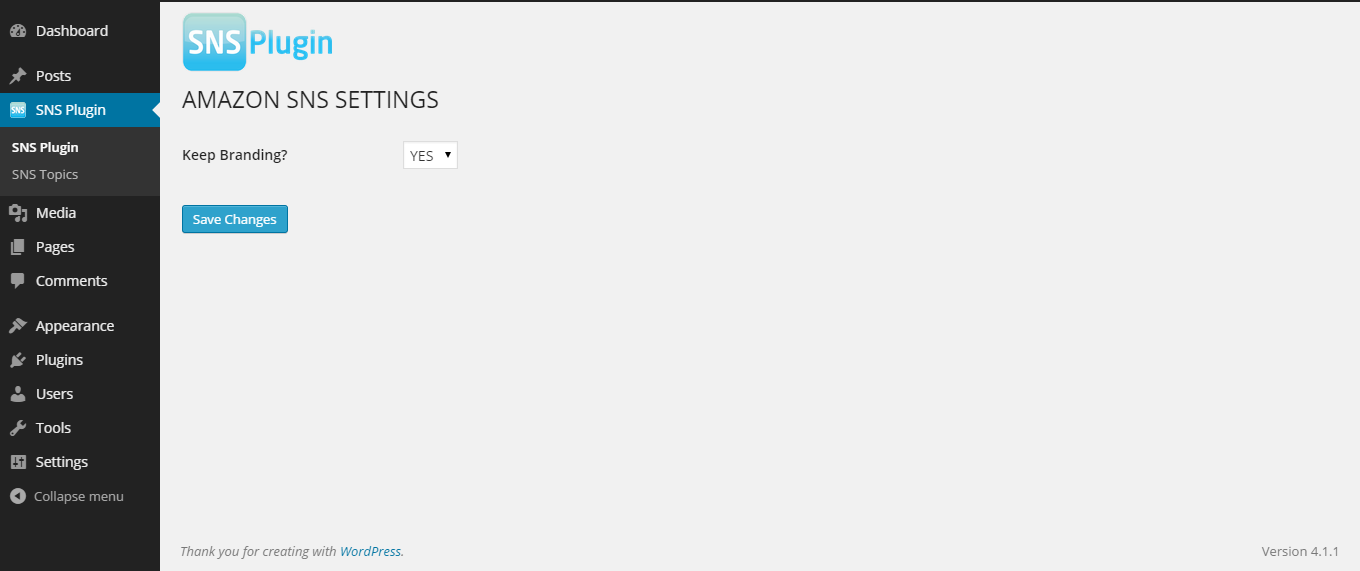 Dashboard
Posts
SNS
SNS Plugin
SNS Plugin
SNS Topics
Media
Pages
Comments
Appearance
Plugins
Users
Tools
Settings
Collapse menu
SNS Plugin
AMAZON SNS SETTINGS
Keep Branding? YES
Save Changes
Thank you for creating with WordPress. Version 4.1.1